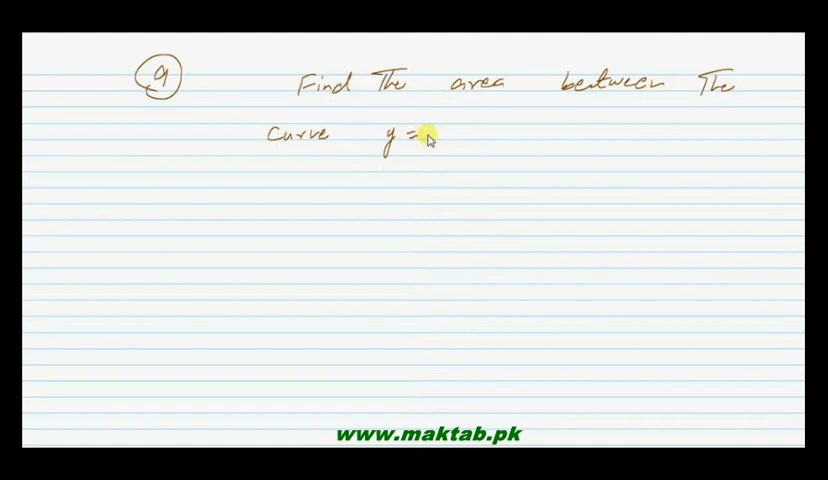 9 Find The area between The
Curve y =
www.maktab.pk